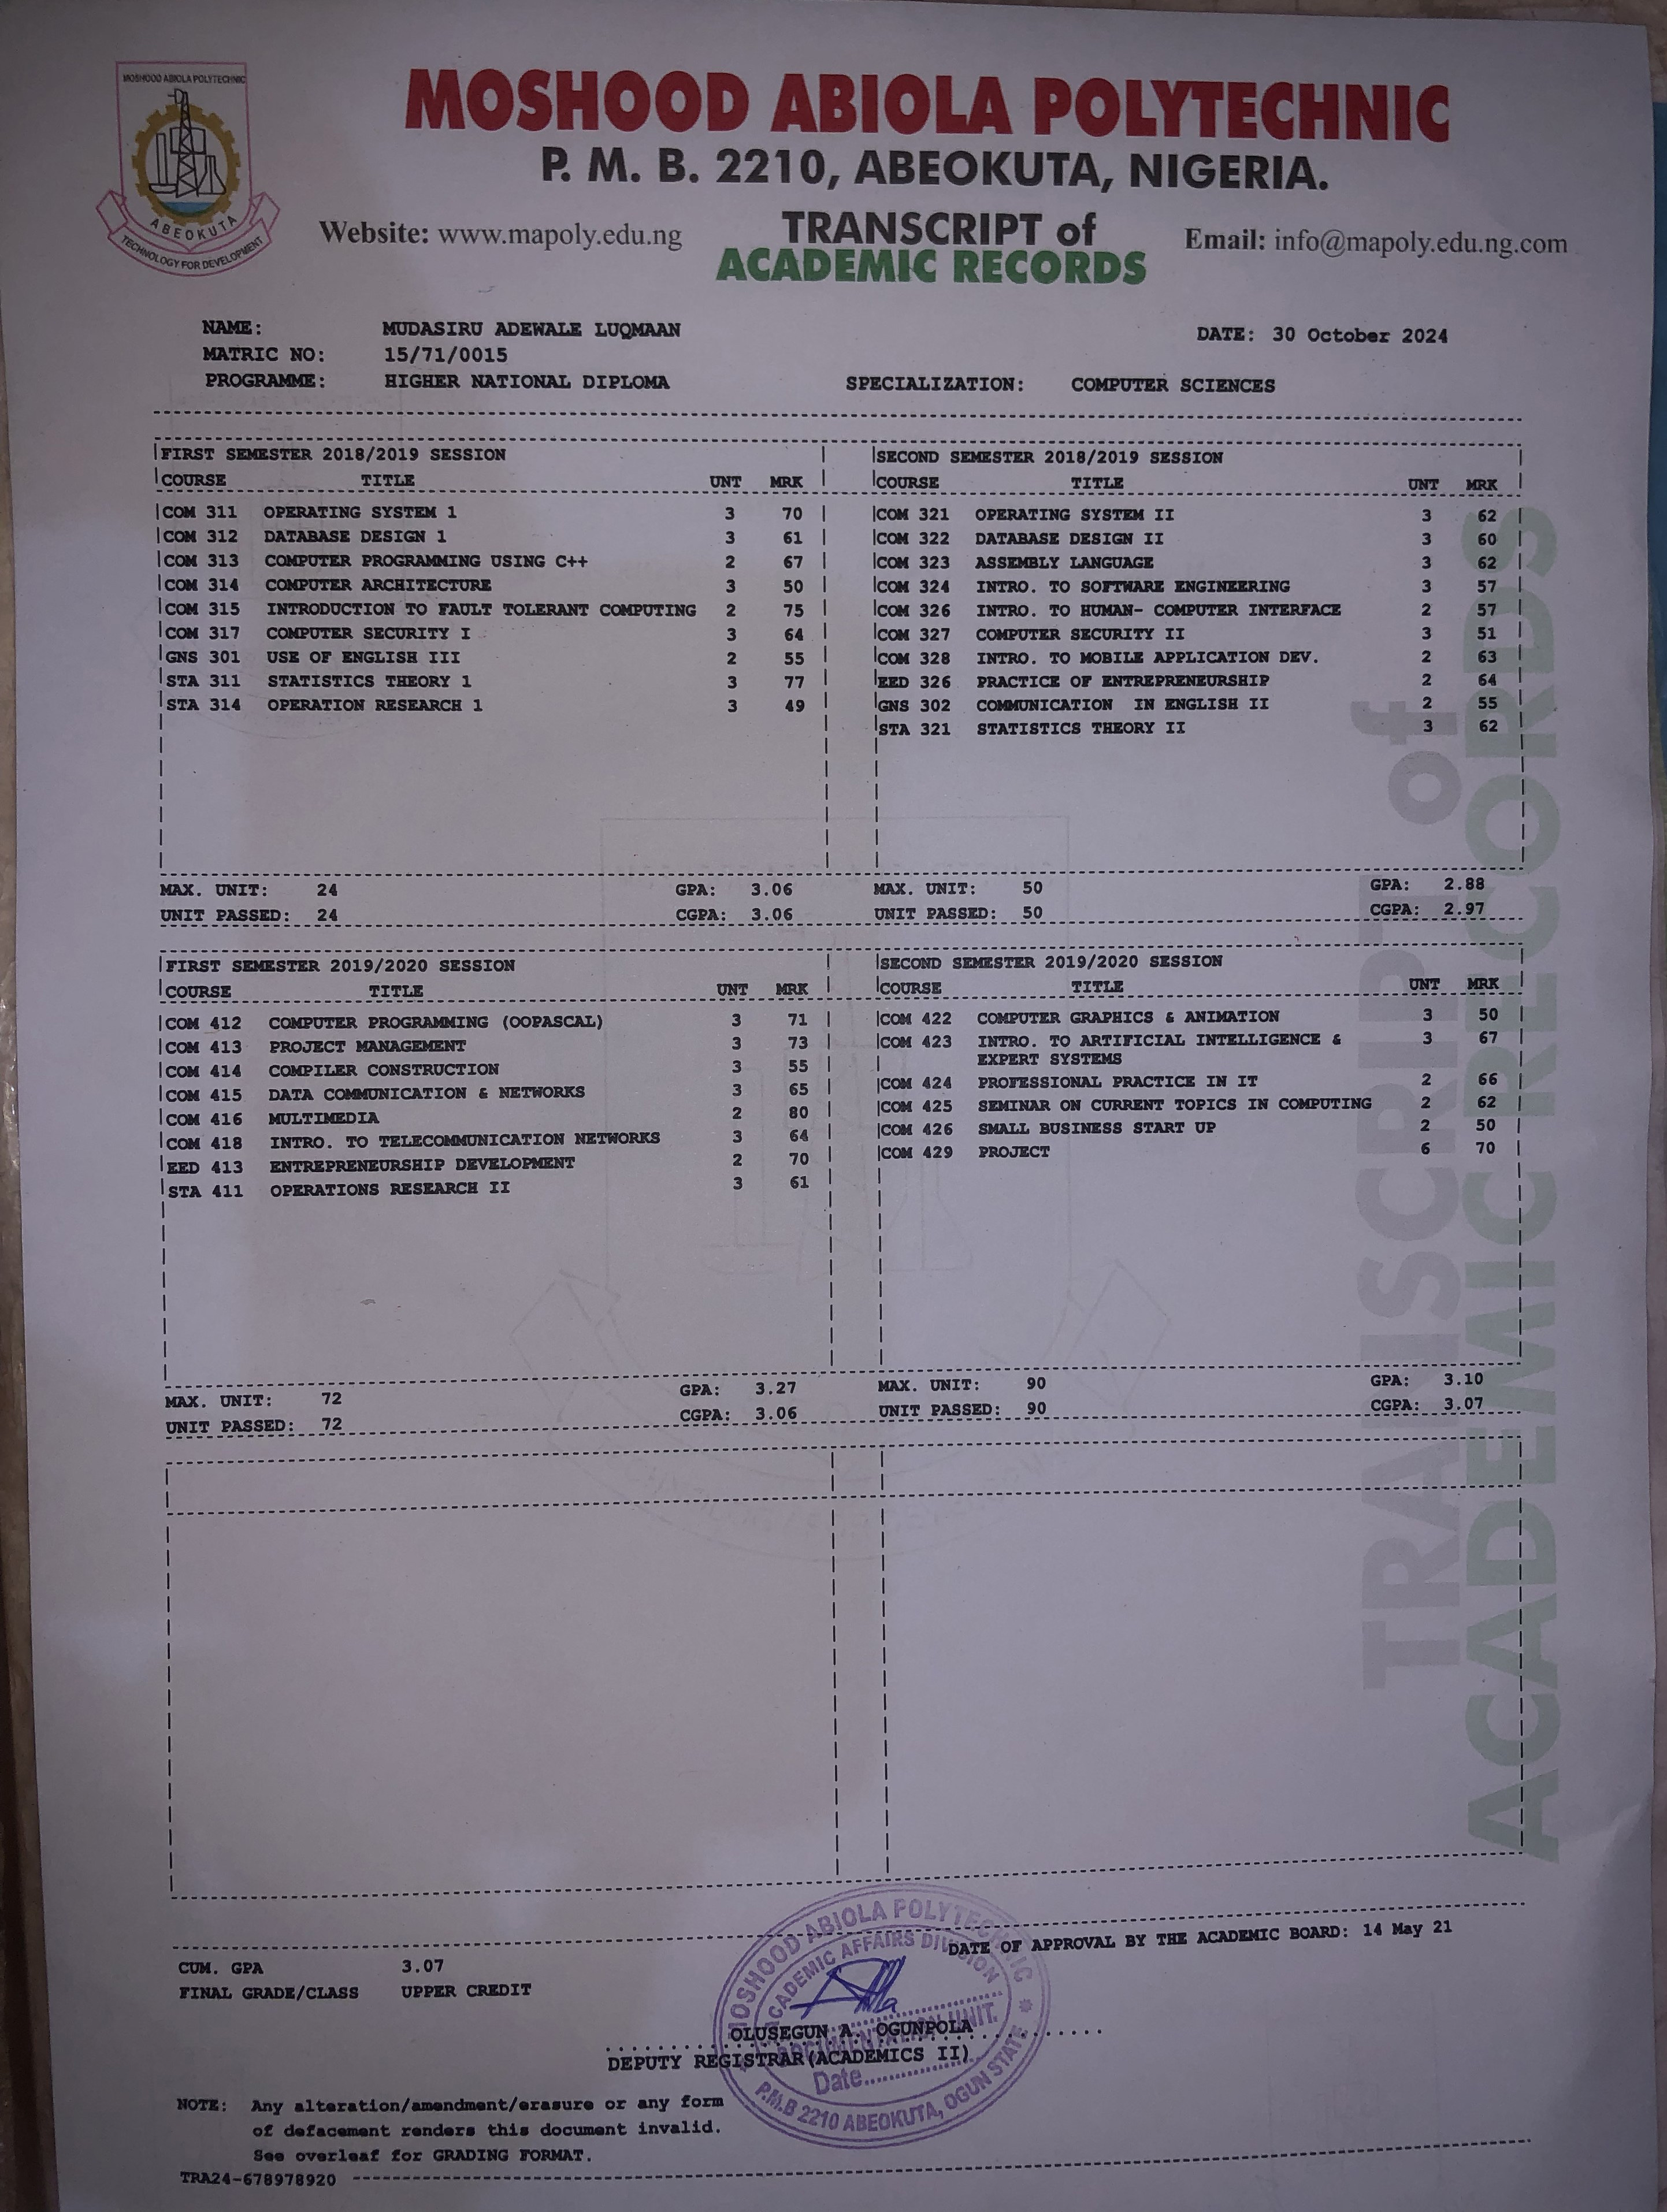 MOSHOOD ABIOLA POLYTECHNIC
ABEOKUTA
TECHNOLOGY FOR DEVELOPMENT
MOSHOOD ABIOLA POLYTECHNIC
P. M. B. 2210, ABEOKUTA, NIGERIA.
Website: www.mapoly.edu.ng
TRANSCRIPT of
ACADEMIC RECORDS
Email: info@mapoly.edu.ng.com
NAME: MUDASIRU ADEWALE LUQMAAN DATE: 30 October 2024
MATRIC NO: 15/71/0015
PROGRAMME: HIGHER NATIONAL DIPLOMA SPECIALIZATION: COMPUTER SCIENCES
FIRST SEMESTER 2018/2019 SESSION
COURSE TITLE UNT MRK
COM 311 OPERATING SYSTEM 1 3 70
COM 312 DATABASE DESIGN 1 3 61
COM 313 COMPUTER PROGRAMMING USING C++ 2 67
COM 314 COMPUTER ARCHITECTURE 3 50
COM 315 INTRODUCTION TO FAULT TOLERANT COMPUTING 2 75
COM 317 COMPUTER SECURITY I 3 64
GNS 301 USE OF ENGLISH III 2 55
STA 311 STATISTICS THEORY 1 3 77
STA 314 OPERATION RESEARCH 1 3 49
MAX. UNIT: 24 GPA: 3.06
UNIT PASSED: 24 CGPA: 3.06
SECOND SEMESTER 2018/2019 SESSION
COURSE TITLE UNT MRK
COM 321 OPERATING SYSTEM II 3 62
COM 322 DATABASE DESIGN II 3 60
COM 323 ASSEMBLY LANGUAGE 3 62
COM 324 INTRO. TO SOFTWARE ENGINEERING 3 57
COM 326 INTRO. TO HUMAN- COMPUTER INTERFACE 2 57
COM 327 COMPUTER SECURITY II 3 51
COM 328 INTRO. TO MOBILE APPLICATION DEV. 2 63
EED 326 PRACTICE OF ENTREPRENEURSHIP 2 64
GNS 302 COMMUNICATION IN ENGLISH II 2 55
STA 321 STATISTICS THEORY II 3 62
MAX. UNIT: 50 GPA: 2.88
UNIT PASSED: 50 CGPA: 2.97
FIRST SEMESTER 2019/2020 SESSION
COURSE TITLE UNT MRK
COM 412 COMPUTER PROGRAMMING (OOPASCAL) 3 71
COM 413 PROJECT MANAGEMENT 3 73
COM 414 COMPILER CONSTRUCTION 3 55
COM 415 DATA COMMUNICATION & NETWORKS 3 65
COM 416 MULTIMEDIA 2 80
COM 418 INTRO. TO TELECOMMUNICATION NETWORKS 3 64
EED 413 ENTREPRENEURSHIP DEVELOPMENT 2 70
STA 411 OPERATIONS RESEARCH II 3 61
MAX. UNIT: 72 GPA: 3.27
UNIT PASSED: 72 CGPA: 3.06
SECOND SEMESTER 2019/2020 SESSION
COURSE TITLE UNT MRK
COM 422 COMPUTER GRAPHICS & ANIMATION 3 50
COM 423 INTRO. TO ARTIFICIAL INTELLIGENCE & 3 67
EXPERT SYSTEMS
COM 424 PROFESSIONAL PRACTICE IN IT 2 66
COM 425 SEMINAR ON CURRENT TOPICS IN COMPUTING 2 62
COM 426 SMALL BUSINESS START UP 2 50
COM 429 PROJECT 6 70
MAX. UNIT: 90 GPA: 3.10
UNIT PASSED: 90 CGPA: 3.07
TRANSCRIPT of
ACADEMIC RECORDS
DATE OF APPROVAL BY THE ACADEMIC BOARD: 14 May 21
CUM. GPA 3.07
FINAL GRADE/CLASS UPPER CREDIT
MOSHOOD ABIOLA POLYTECHNIC
ACADEMIC AFFAIRS DIVISION
UNIT.
Date
P.M.B 2210 ABEOKUTA, OGUN STATE
OLUSEGUN A. OGUNPOLA
DEPUTY REGISTRAR(ACADEMICS II)
NOTE: Any alteration/amendment/erasure or any form
of defacement renders this document invalid.
See overleaf for GRADING FORMAT.
TRA24-678978920